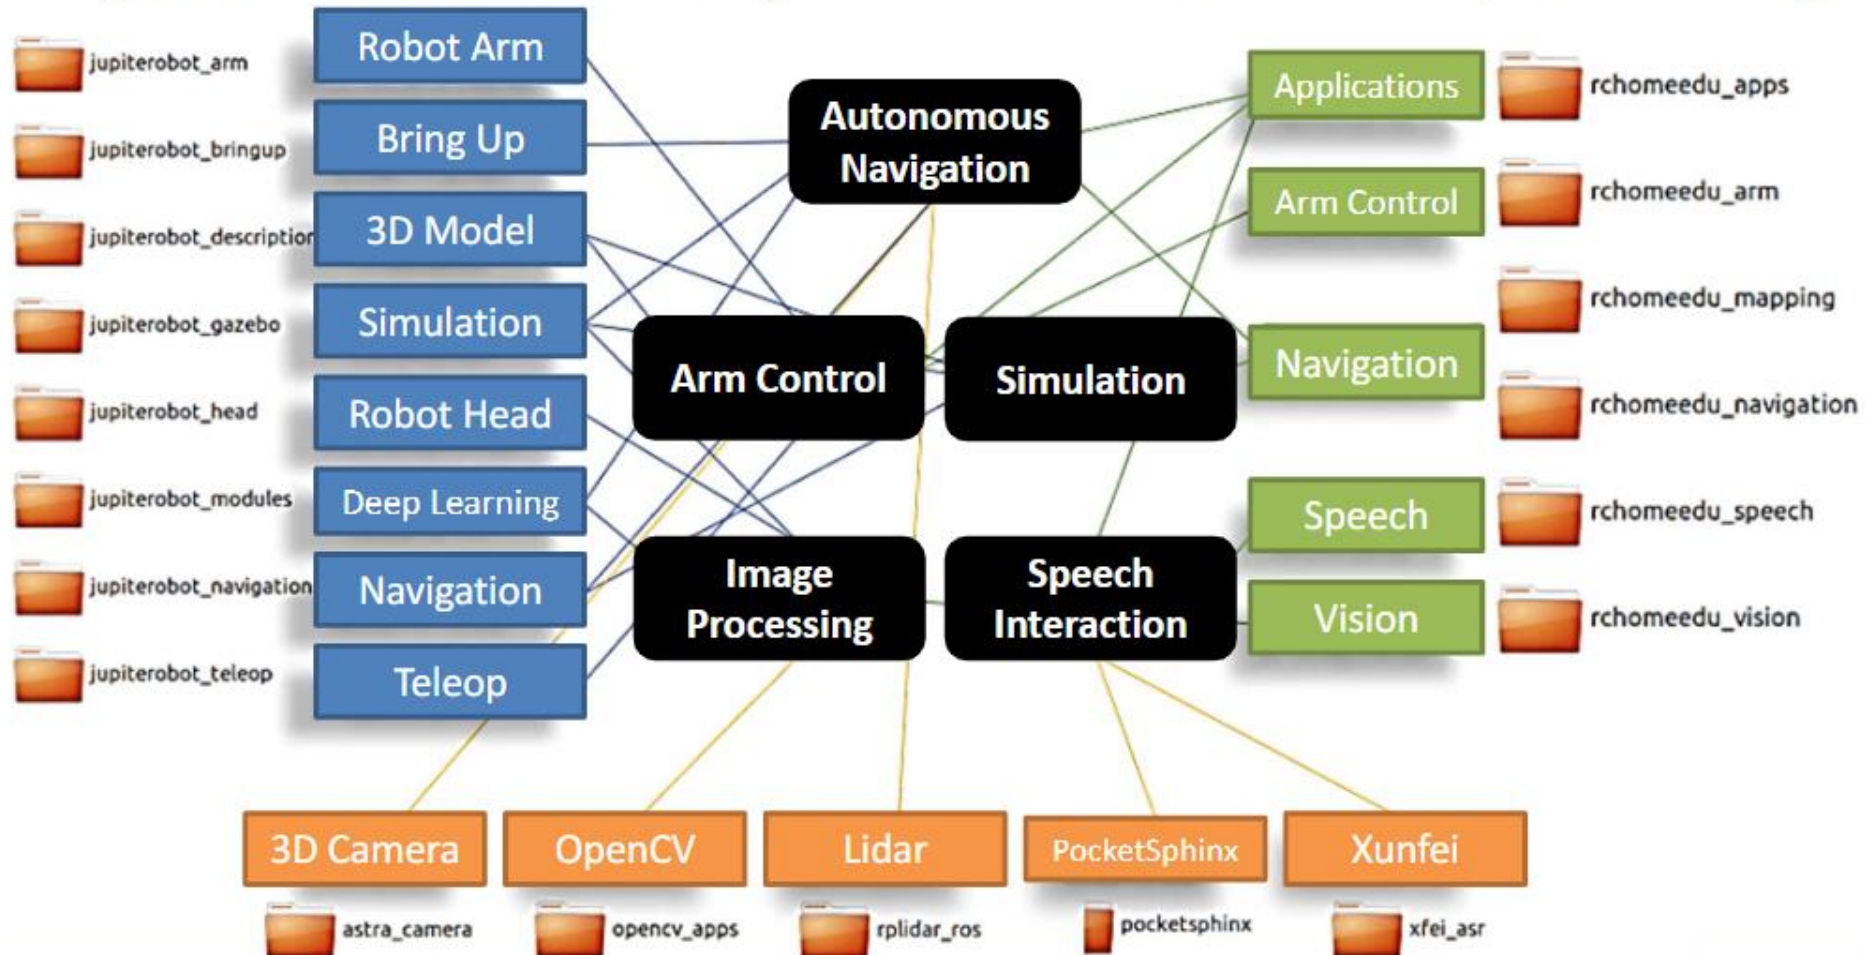 jupiterobot_arm
jupiterobot_bringup
jupiterobot_description
jupiterobot_gazebo
jupiterobot_head
jupiterobot_modules
jupiterobot_navigation
jupiterobot_teleop
Robot Arm
Bring Up
3D Model
Simulation
Robot Head
Deep Learning
Navigation
Teleop
Autonomous
Navigation
Arm Control
Simulation
Image
Processing
Speech
Interaction
Applications
Arm Control
Navigation
Speech
Vision
rchomeedu_apps
rchomeedu_arm
rchomeedu_mapping
rchomeedu_navigation
rchomeedu_speech
rchomeedu_vision
3D Camera
OpenCV
Lidar
PocketSphinx
Xunfei
astra_camera
opencv_apps
rplidar_ros
pocketsphinx
xfei_asr